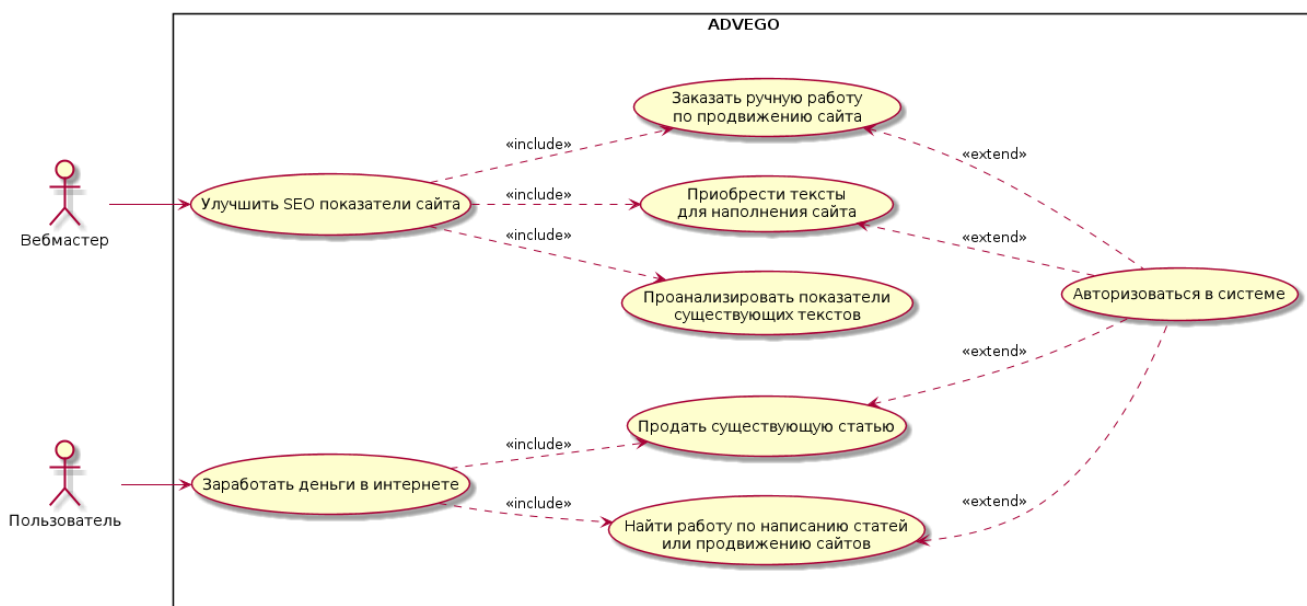 ADVEGO
Заказать ручную работу
по продвижению сайта
«include»
«extend»
Улучшить SEO показатели сайта
«include»
Приобрести тексты
для наполнения сайта
Вебмастер
«include»
«extend»
Проанализировать показатели
существующих текстов
Авторизоваться в системе
«extend»
Продать существующую статью
«include»
Заработать деньги в интернете
Пользователь
«include»
«extend»
Найти работу по написанию статей
или продвижению сайтов